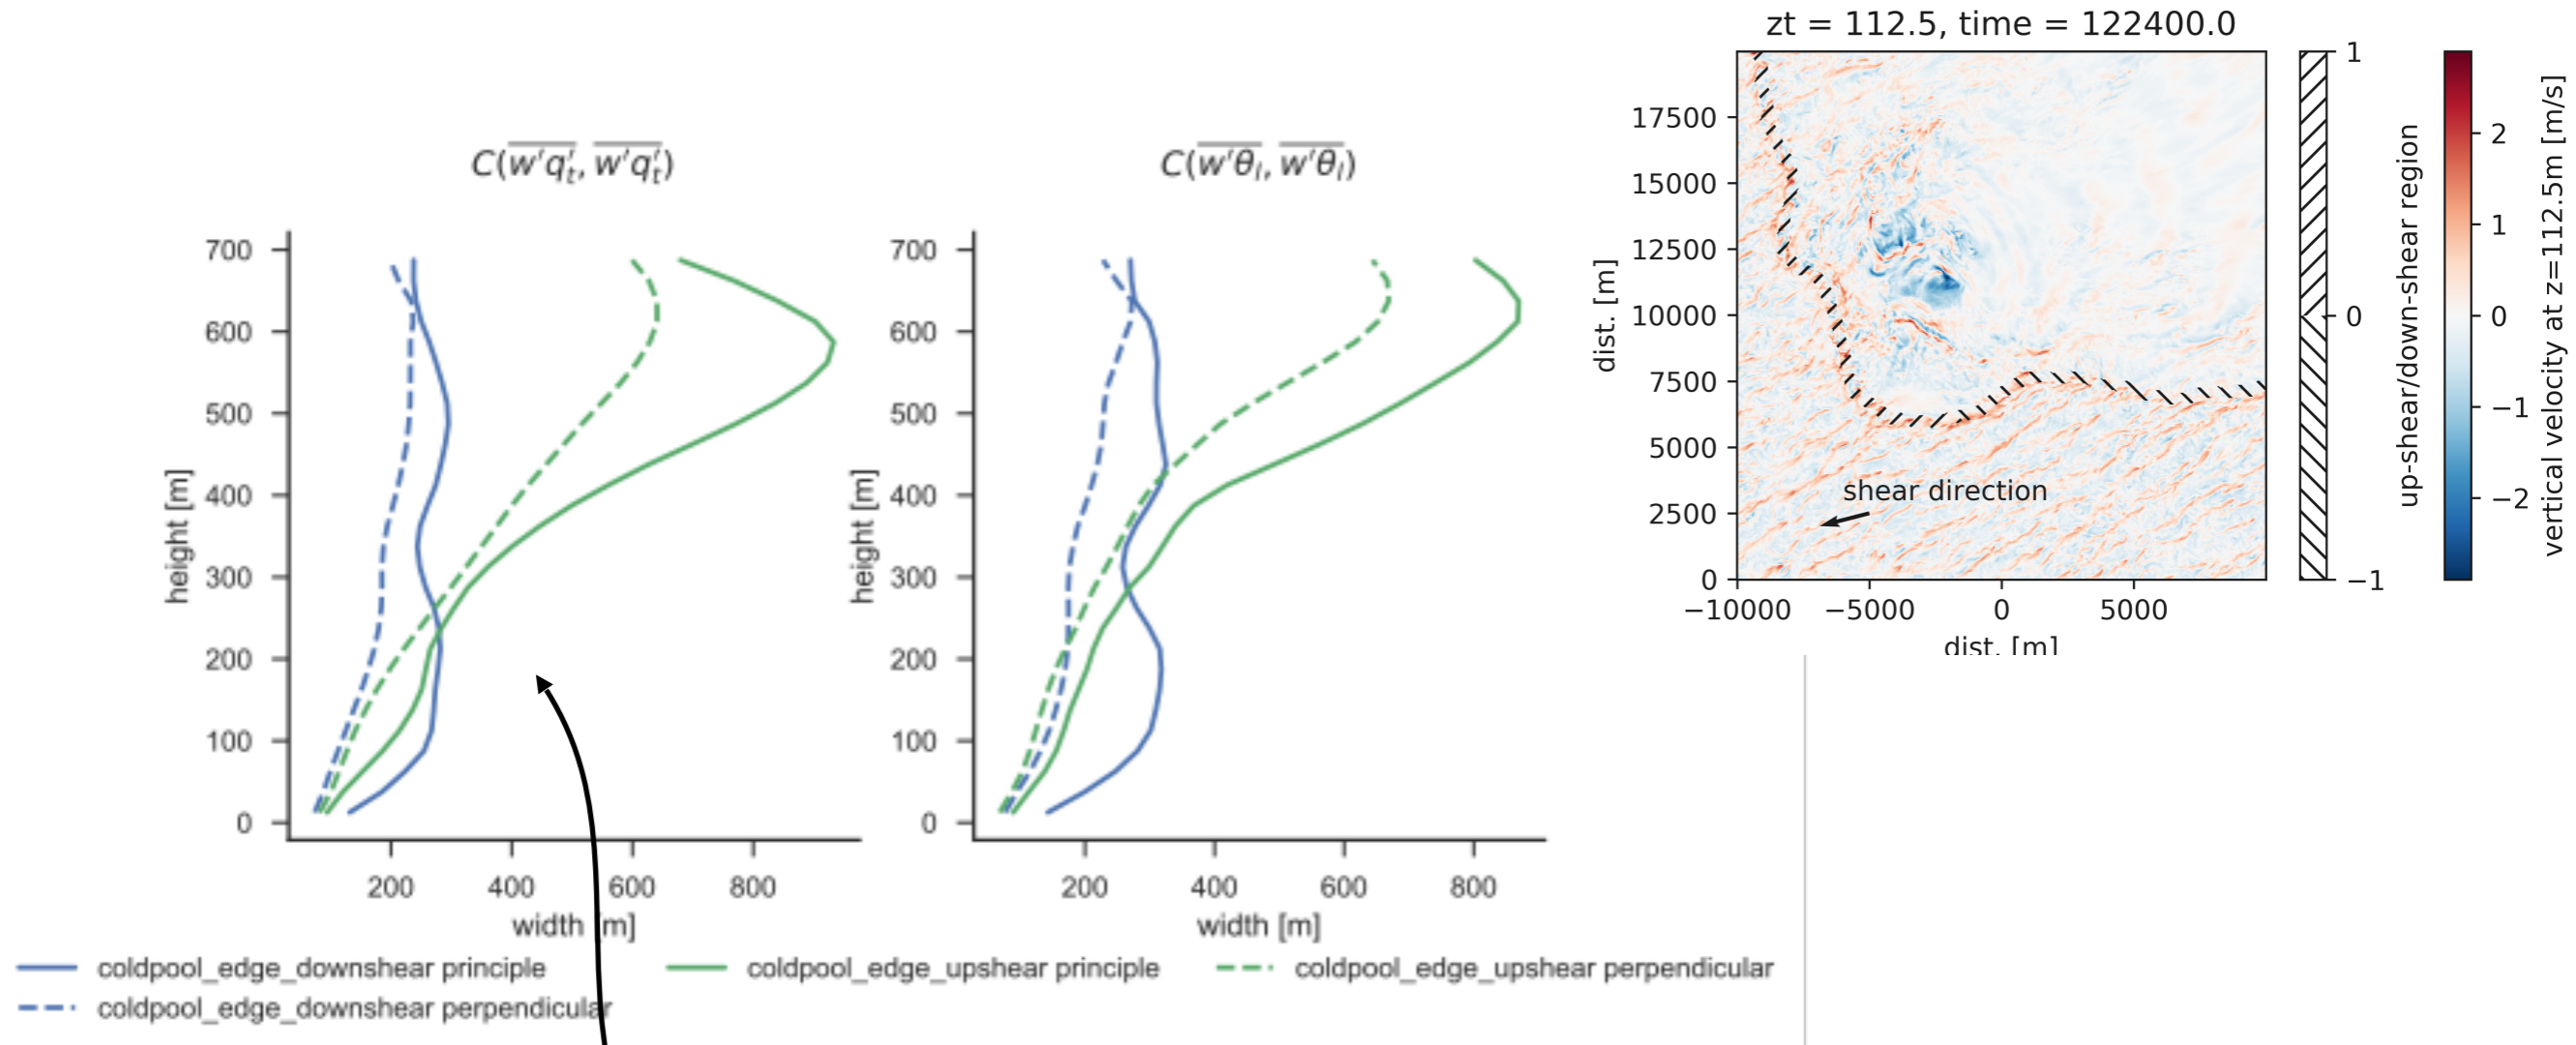 C(w'q't, w'q't)
700
600
500
400
300
200
100
0
height [m]
200 400 600 800
width [m]
C(w'θl, w'θl)
700
600
500
400
300
200
100
0
height [m]
200 400 600 800
width [m]
coldpool_edge_downshear principle
coldpool_edge_downshear perpendicular
coldpool_edge_upshear principle
coldpool_edge_upshear perpendicular
zt = 112.5, time = 122400.0
17500
15000
12500
10000
7500
5000
2500
0
dist. [m]
shear direction
−10000 −5000 0 5000
dist. [m]
1
0
−1
up-shear/down-shear region
2
1
0
−1
−2
vertical velocity at z=112.5m [m/s]